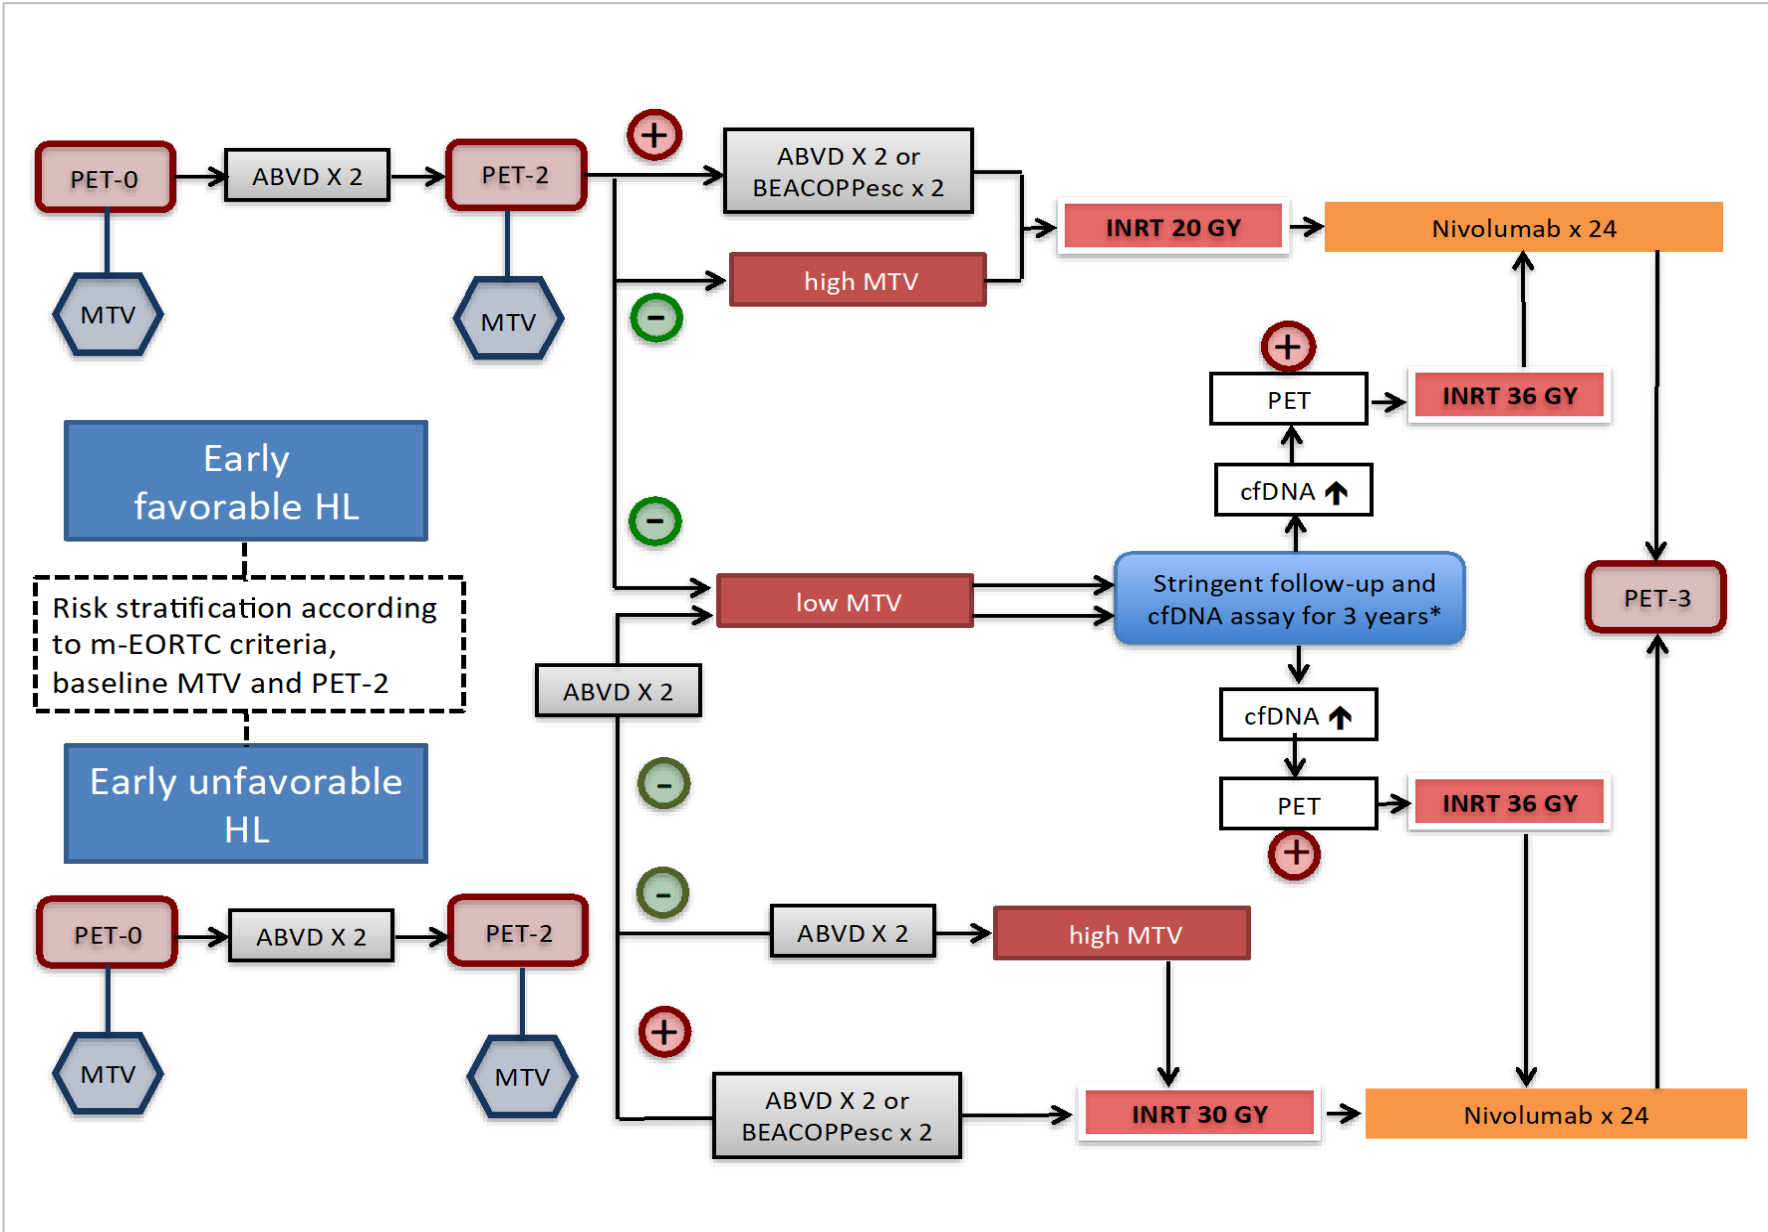 PET-0
ABVD X 2
PET-2
+
ABVD X 2 or
BEACOPPesc x 2
INRT 20 GY
Nivolumab x 24
MTV
MTV
high MTV
-
+
PET
INRT 36 GY
Early
favorable HL
cfDNA ↑
-
Risk stratification according
to m-EORTC criteria,
baseline MTV and PET-2
low MTV
Stringent follow-up and
cfDNA assay for 3 years*
PET-3
ABVD X 2
cfDNA ↑
Early unfavorable
HL
-
PET
INRT 36 GY
+
-
PET-0
ABVD X 2
PET-2
ABVD X 2
high MTV
+
MTV
MTV
ABVD X 2 or
BEACOPPesc x 2
INRT 30 GY
Nivolumab x 24